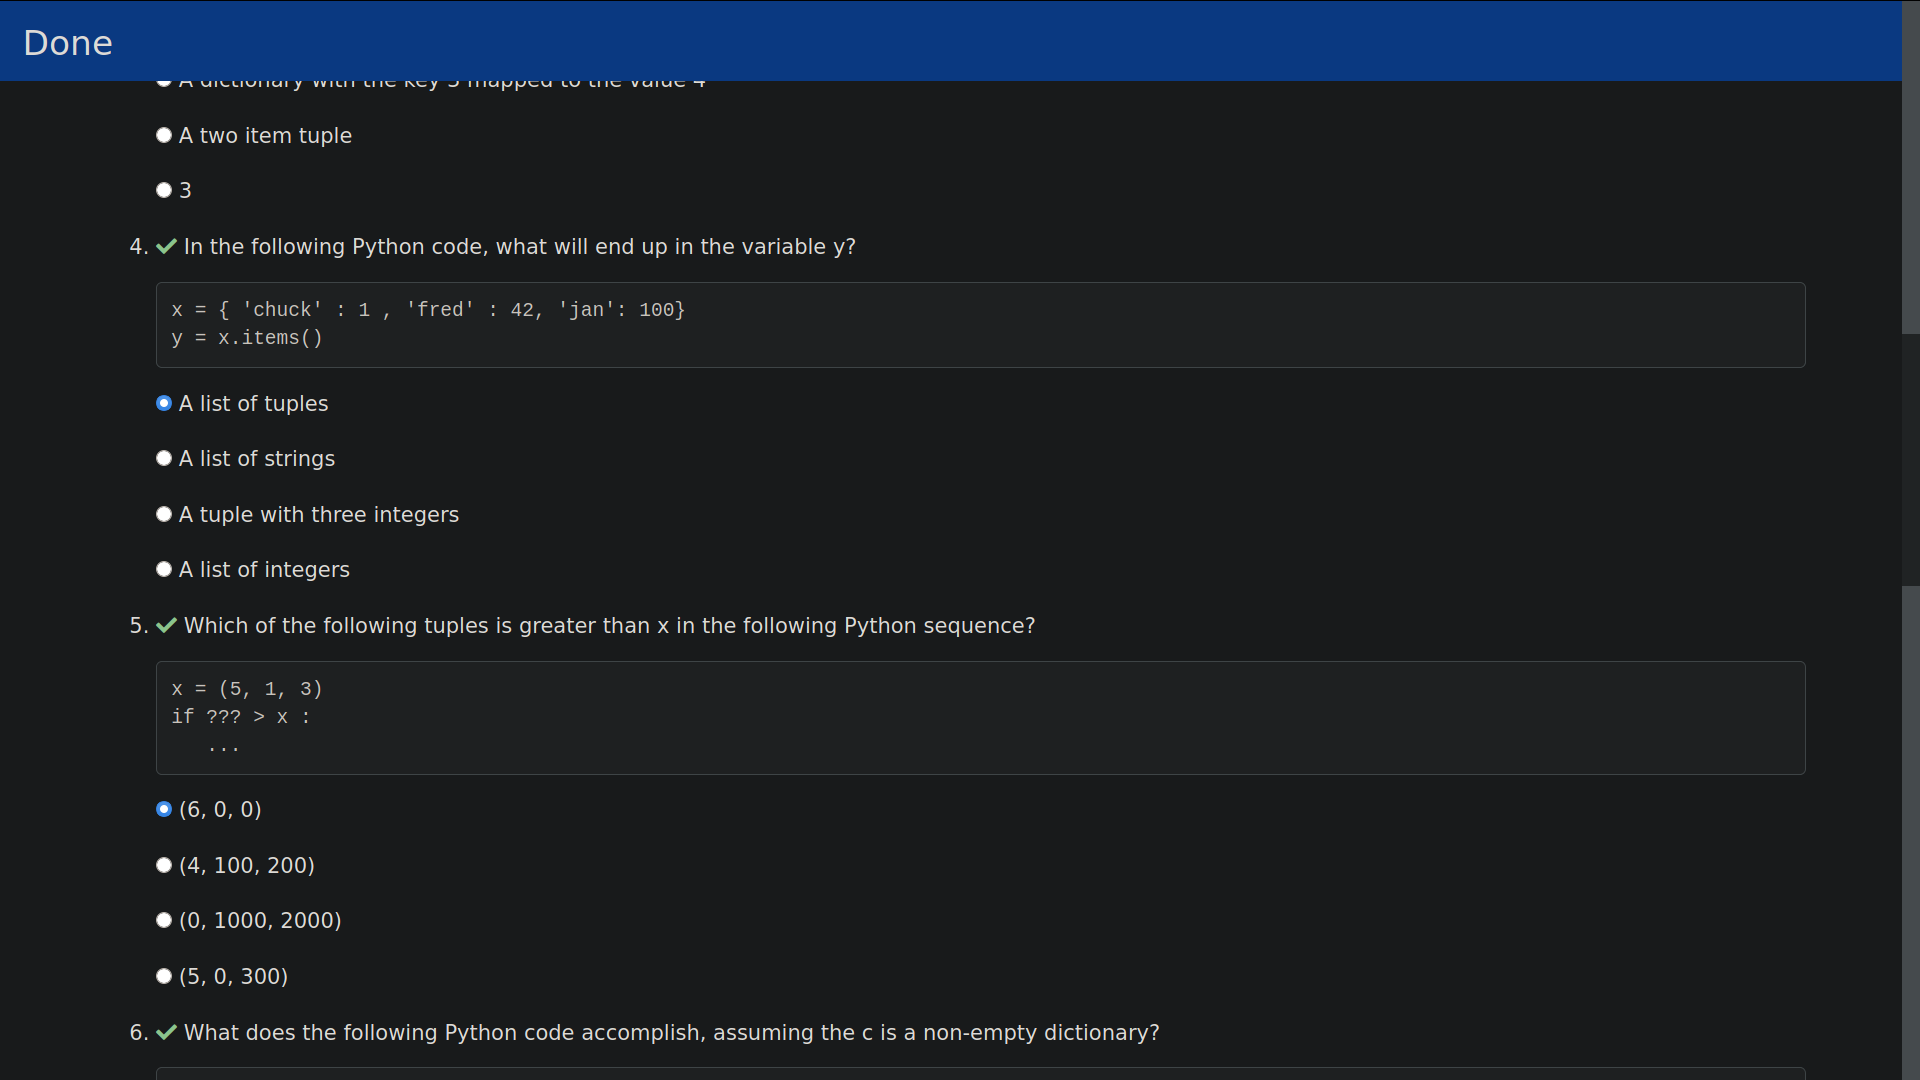 Done
A dictionary with the key 3 mapped to the value 4
A two item tuple
3
4. In the following Python code, what will end up in the variable y?
x = { 'chuck' : 1 , 'fred' : 42, 'jan': 100}
y = x.items()
A list of tuples
A list of strings
A tuple with three integers
A list of integers
5. Which of the following tuples is greater than x in the following Python sequence?
x = (5, 1, 3)
if ??? > x :
...
(6, 0, 0)
(4, 100, 200)
(0, 1000, 2000)
(5, 0, 300)
6. What does the following Python code accomplish, assuming the c is a non-empty dictionary?